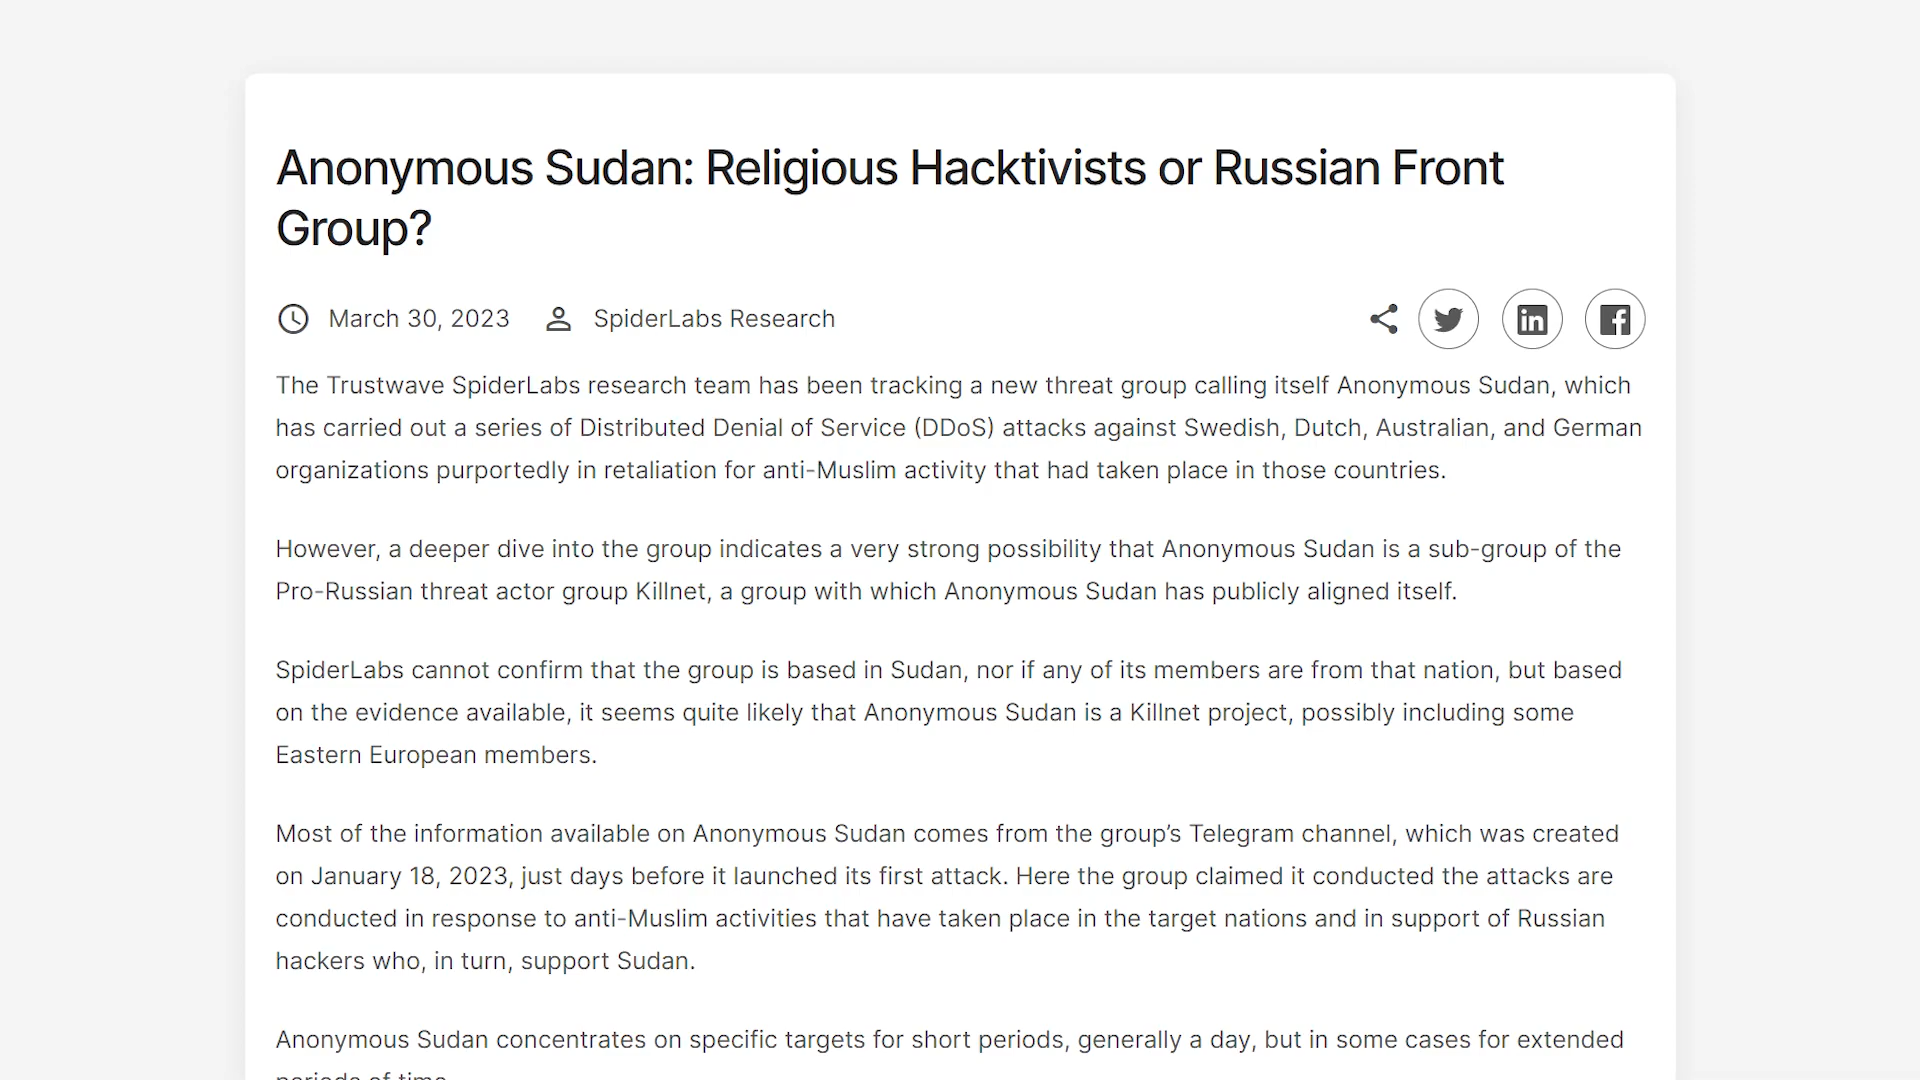 Anonymous Sudan: Religious Hacktivists or Russian Front
Group?
March 30, 2023 SpiderLabs Research
The Trustwave SpiderLabs research team has been tracking a new threat group calling itself Anonymous Sudan, which
has carried out a series of Distributed Denial of Service (DDoS) attacks against Swedish, Dutch, Australian, and German
organizations purportedly in retaliation for anti-Muslim activity that had taken place in those countries.
However, a deeper dive into the group indicates a very strong possibility that Anonymous Sudan is a sub-group of the
Pro-Russian threat actor group Killnet, a group with which Anonymous Sudan has publicly aligned itself.
SpiderLabs cannot confirm that the group is based in Sudan, nor if any of its members are from that nation, but based
on the evidence available, it seems quite likely that Anonymous Sudan is a Killnet project, possibly including some
Eastern European members.
Most of the information available on Anonymous Sudan comes from the group’s Telegram channel, which was created
on January 18, 2023, just days before it launched its first attack. Here the group claimed it conducted the attacks are
conducted in response to anti-Muslim activities that have taken place in the target nations and in support of Russian
hackers who, in turn, support Sudan.
Anonymous Sudan concentrates on specific targets for short periods, generally a day, but in some cases for extended
periods of time